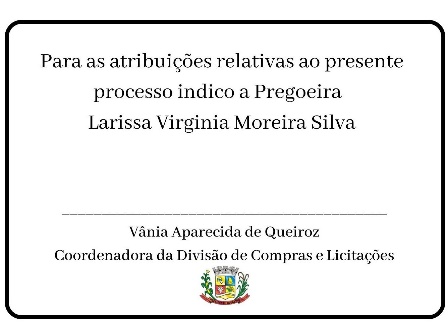 Para as atribuições relativas ao presente
processo indico a Pregoeira
Larissa Virginia Moreira Silva
Vânia Aparecida de Queiroz
Coordenadora da Divisão de Compras e Licitações